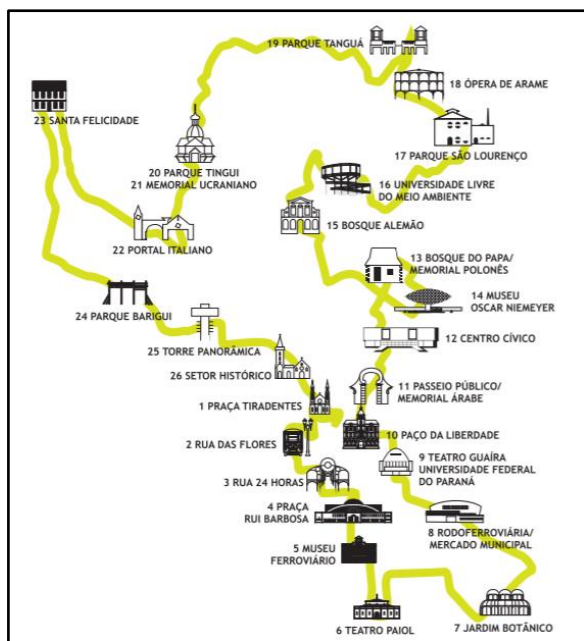 19 PARQUE TANGUÁ
18 ÓPERA DE ARAME
23 SANTA FELICIDADE
17 PARQUE SÃO LOURENÇO
20 PARQUE TINGUI
21 MEMORIAL UCRANIANO
16 UNIVERSIDADE LIVRE
DO MEIO AMBIENTE
15 BOSQUE ALEMÃO
22 PORTAL ITALIANO
13 BOSQUE DO PAPA/
MEMORIAL POLONÊS
14 MUSEU
OSCAR NIEMEYER
24 PARQUE BARIGUI
12 CENTRO CÍVICO
25 TORRE PANORÂMICA
26 SETOR HISTÓRICO
11 PASSEIO PÚBLICO/
MEMORIAL ÁRABE
1 PRAÇA TIRADENTES
10 PAÇO DA LIBERDADE
2 RUA DAS FLORES
9 TEATRO GUAÍRA
UNIVERSIDADE FEDERAL
DO PARANÁ
3 RUA 24 HORAS
4 PRAÇA
RUI BARBOSA
8 RODOFERROVIÁRIA/
MERCADO MUNICIPAL
5 MUSEU
FERROVIÁRIO
6 TEATRO PAIOL
7 JARDIM BOTÂNICO